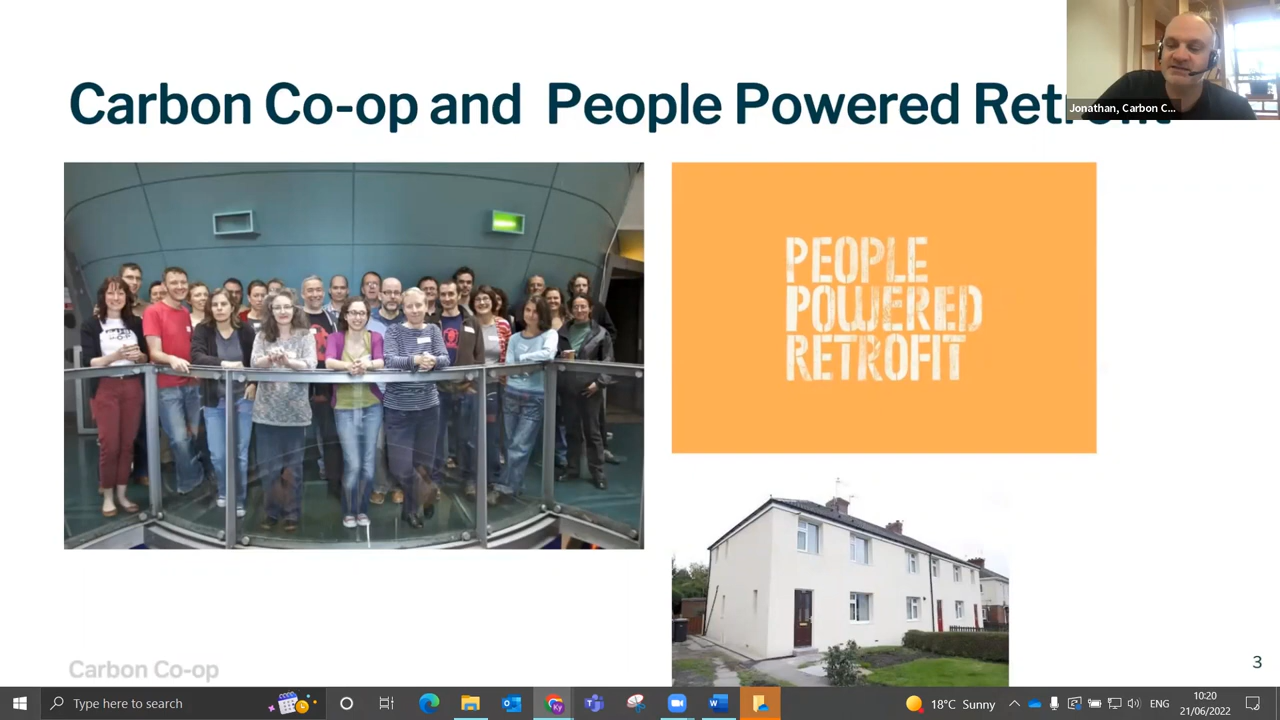 Carbon Co-op and People Powered Retrofit
Jonathan, Carbon C...
PEOPLE
POWERED
RETROFIT
Carbon Co-op
3
Type here to search
18°C Sunny
ENG
10:20
21/06/2022